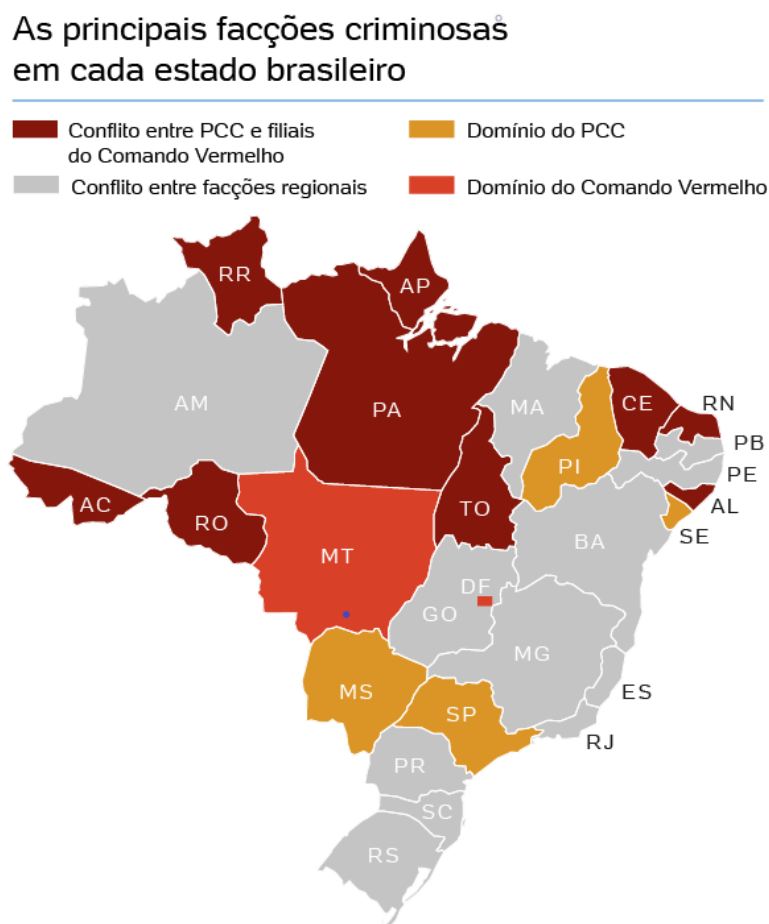 As principais facções criminosas
em cada estado brasileiro
Conflito entre PCC e filiais
do Comando Vermelho
Domínio do PCC
Conflito entre facções regionais
Domínio do Comando Vermelho
RR
AP
AM
PA
MA
CE
RN
PB
PI
PE
AC
RO
TO
AL
SE
MT
BA
DF
GO
MG
MS
ES
SP
RJ
PR
SC
RS